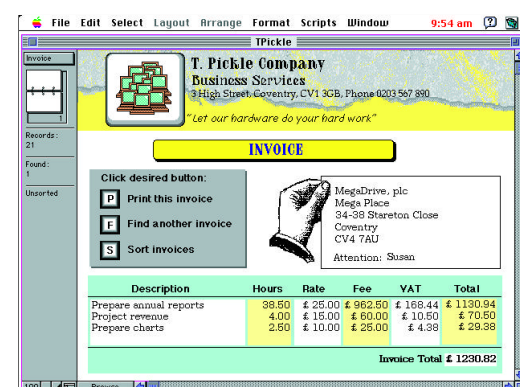 File Edit Select Layout Arrange Format Scripts Window 9:54 am
TPickle
Invoice
1
Records:
21
Found:
1
Unsorted
T. Pickle Company
Business Services
3 High Street, Coventry, CV1 3GB, Phone 0203 567 890
"Let our hardware do your hard work"
INVOICE
Click desired button:
P Print this invoice
F Find another invoice
S Sort invoices
MegaDrive, plc
Mega Place
34-38 Stareton Close
Coventry
CV4 7AU
Attention: Susan
Description Hours Rate Fee VAT Total
Prepare annual reports 38.50 £ 25.00 £ 962.50 £ 168.44 £ 1130.94
Project revenue 4.00 £ 15.00 £ 60.00 £ 10.50 £ 70.50
Prepare charts 2.50 £ 10.00 £ 25.00 £ 4.38 £ 29.38
Invoice Total £ 1230.82
100 Browse